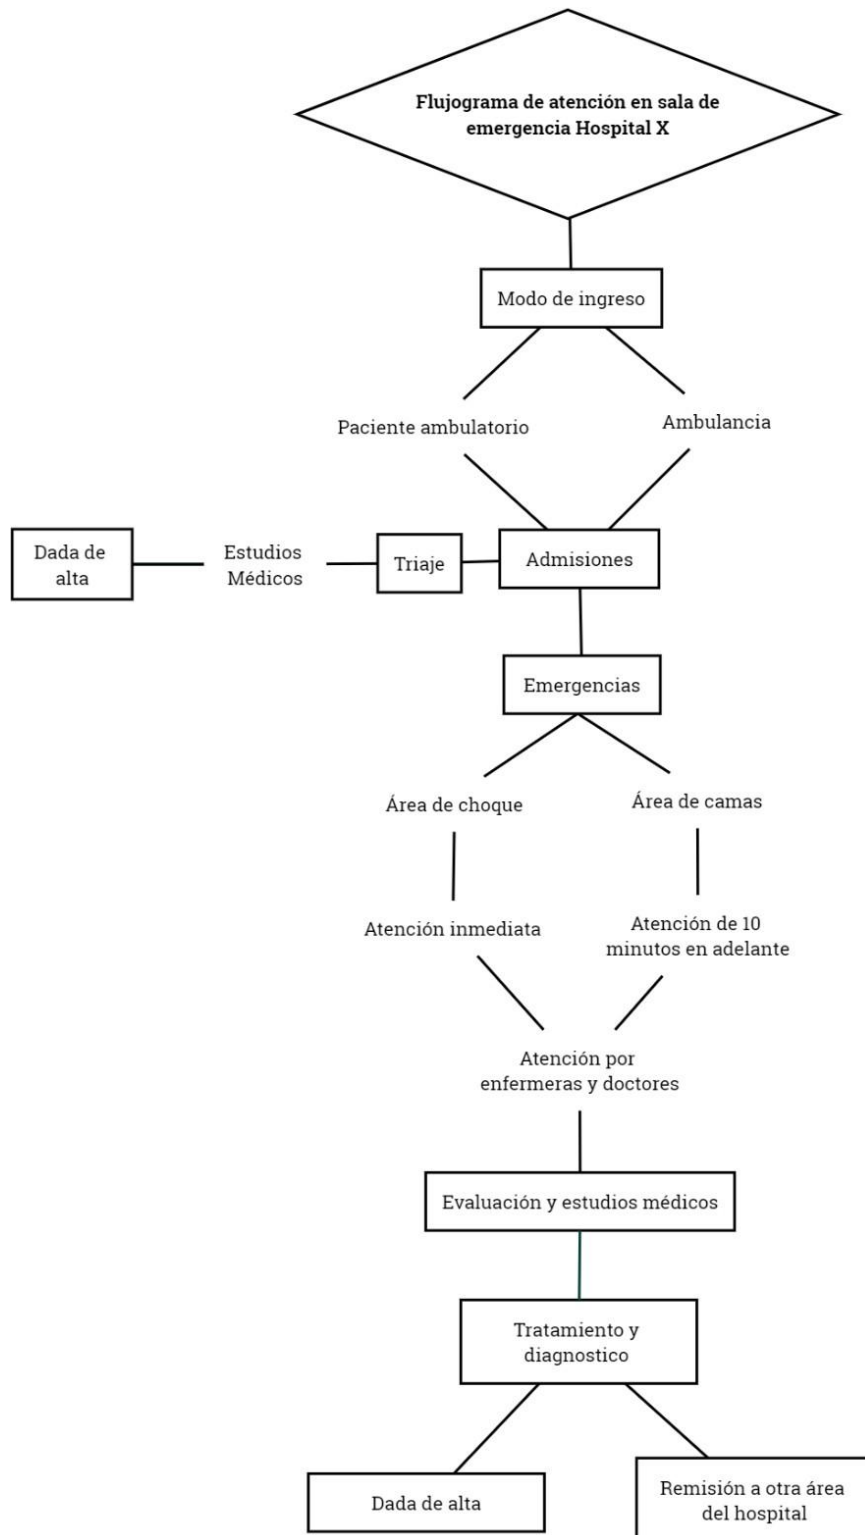 Flujograma de atención en sala de
emergencia Hospital X
Modo de ingreso
Paciente ambulatorio
Ambulancia
Dada de
alta
Estudios
Médicos
Triaje
Admisiones
Emergencias
Área de choque
Área de camas
Atención inmediata
Atención de 10
minutos en adelante
Atención por
enfermeras y doctores
Evaluación y estudios médicos
Tratamiento y
diagnostico
Dada de alta
Remisión a otra área
del hospital